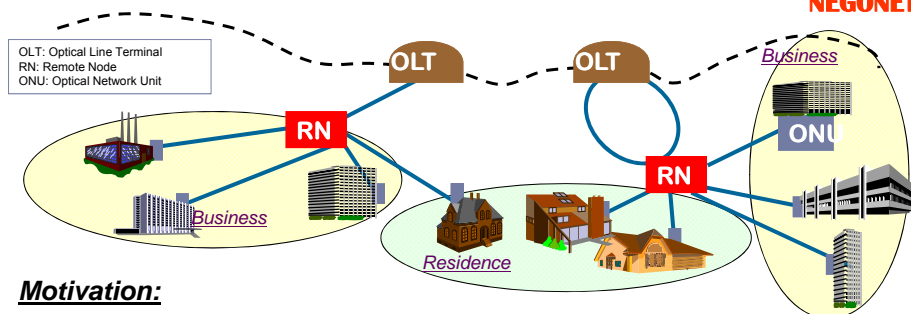 NEGONET
OLT: Optical Line Terminal
RN: Remote Node
ONU: Optical Network Unit
OLT
OLT
Business
RN
ONU
RN
Business
Residence
Motivation: